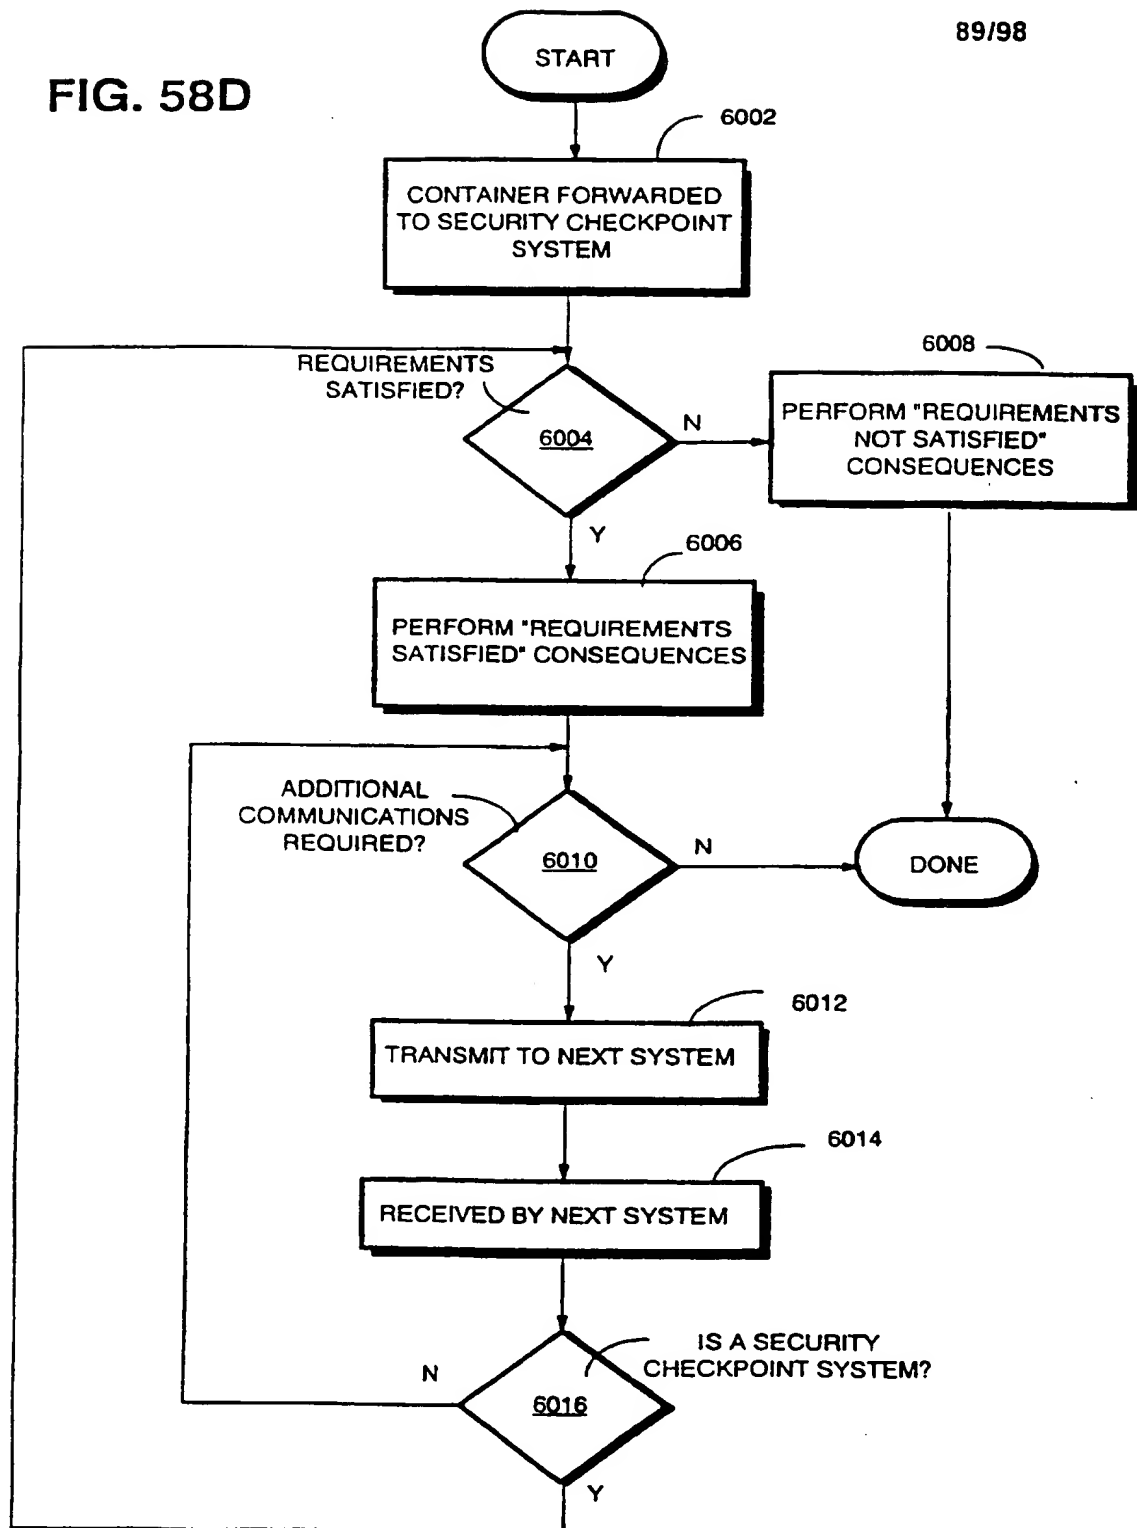 89/98
FIG. 58D
START
6002
CONTAINER FORWARDED
TO SECURITY CHECKPOINT
SYSTEM
REQUIREMENTS
SATISFIED?
6004
N
6008
PERFORM "REQUIREMENTS
NOT SATISFIED"
CONSEQUENCES
Y
6006
PERFORM "REQUIREMENTS
SATISFIED" CONSEQUENCES
ADDITIONAL
COMMUNICATIONS
REQUIRED?
6010
N
DONE
Y
6012
TRANSMIT TO NEXT SYSTEM
6014
RECEIVED BY NEXT SYSTEM
IS A SECURITY
CHECKPOINT SYSTEM?
N
6016
Y